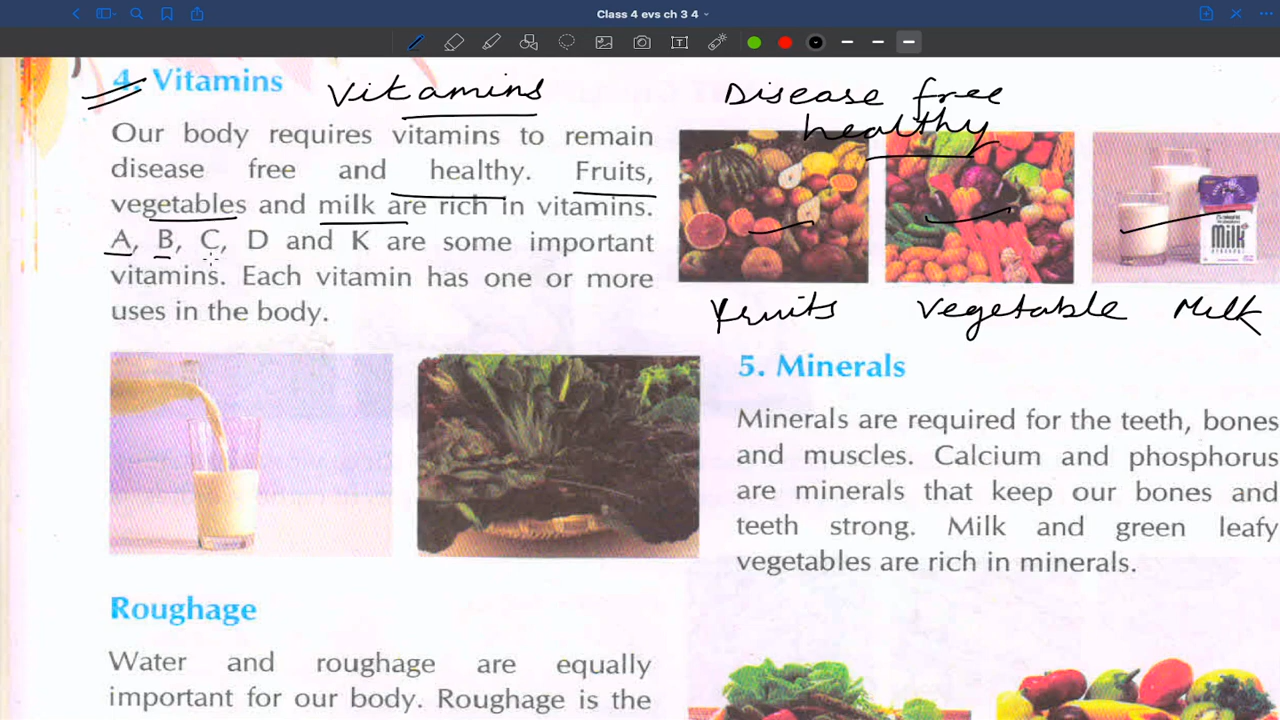 Class 4 evs ch 3 4
4. Vitamins
Vitamins
Our body requires vitamins to remain
disease free and healthy. Fruits,
vegetables and milk are rich in vitamins.
A, B, C, D and K are some important
vitamins. Each vitamin has one or more
uses in the body.
Disease free
healthy
milk
Fruits
Vegetable
Milk
5. Minerals
Minerals are required for the teeth, bones
and muscles. Calcium and phosphorus
are minerals that keep our bones and
teeth strong. Milk and green leafy
vegetables are rich in minerals.
Roughage
Water and roughage are equally
important for our body. Roughage is the